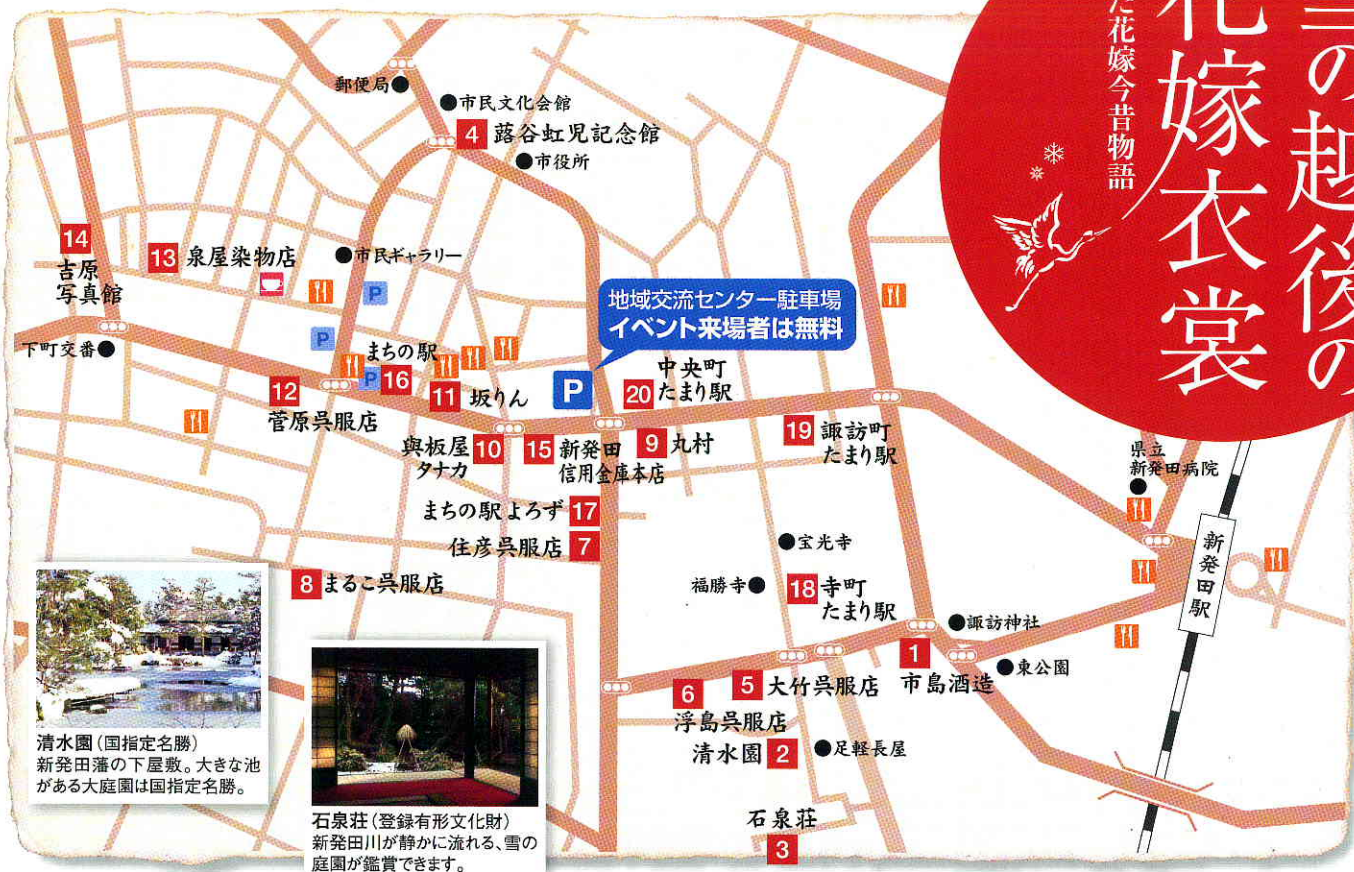 雪の越後の
花嫁衣裳
た花嫁今昔物語
郵便局
市民文化会館
4 蕗谷虹児記念館
市役所
14
吉原
写真館
13 泉屋染物店
市民ギャラリー
P
P
地域交流センター駐車場
イベント来場者は無料
下町交番
まちの駅
P 16
12
菅原呉服店
11 坂りん
P
中央町
20 たまり駅
與板屋 10
タナカ
15 新発田
信用金庫本店
9 丸村
19 諏訪町
たまり駅
県立
新発田病院
まちの駅よろず 17
住彦呉服店 7
8 まるこ呉服店
宝光寺
福勝寺
18 寺町
たまり駅
新発田駅
諏訪神社
1
市島酒造
東公園
5 大竹呉服店
6
浮島呉服店
清水園 2
足軽長屋
石泉荘
3
清水園(国指定名勝)
新発田藩の下屋敷。大きな池
がある大庭園は国指定名勝。
石泉荘(登録有形文化財)
新発田川が静かに流れる、雪の
庭園が鑑賞できます。